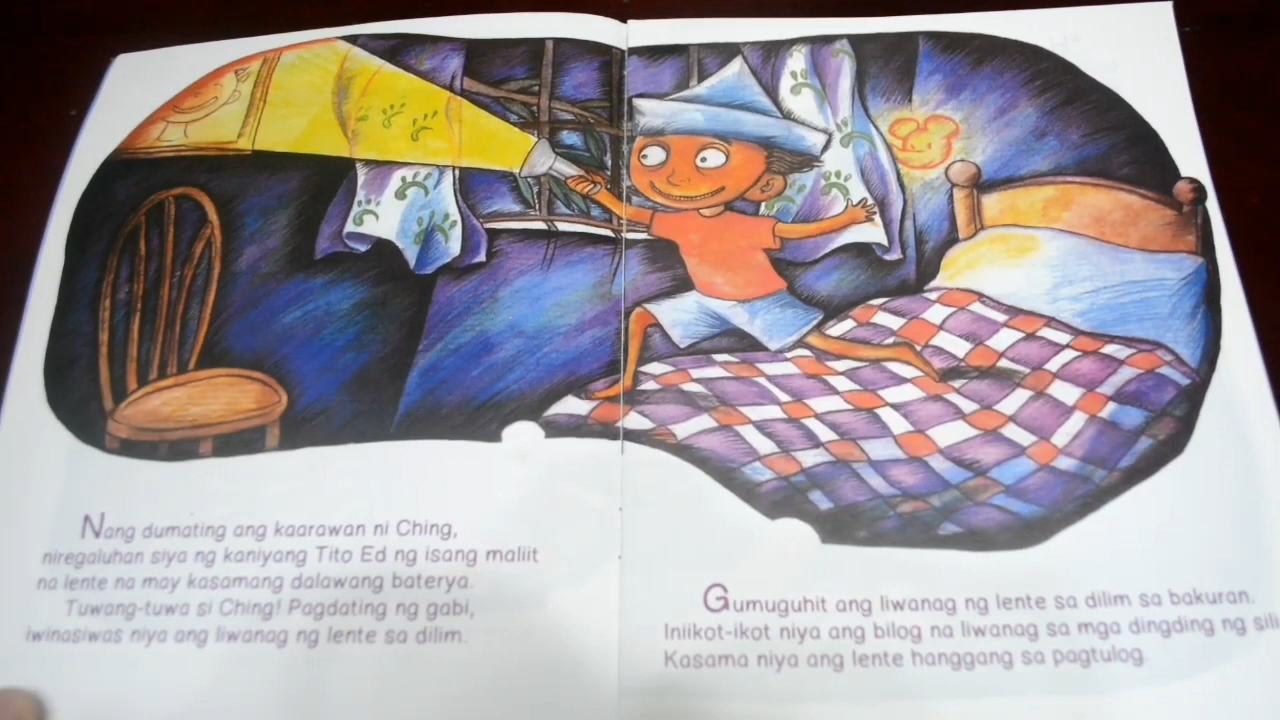 Nang dumating ang kaarawan ni Ching,
niregaluhan siya ng kaniyang Tito Ed ng isang maliit
na lente na may kasamang dalawang baterya.
Tuwang-tuwa si Ching! Pagdating ng gabi,
iwinasiwas niya ang liwanag ng lente sa dilim.
Gumuguhit ang liwanag ng lente sa dilim sa bakuran.
Iniikot-ikot niya ang bilog na liwanag sa mga dingding ng
Kasama niya ang lente hanggang sa pagtulog.